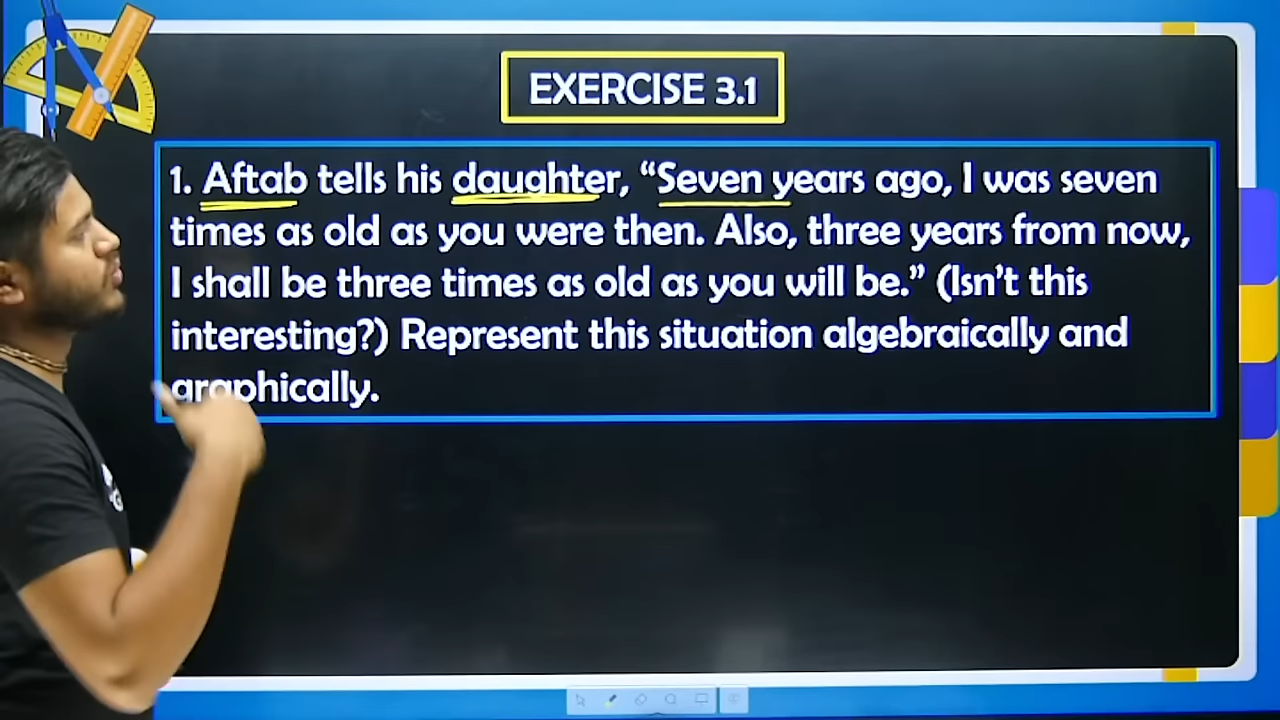 EXERCISE 3.1
1. Aftab tells his daughter, “Seven years ago, I was seven
times as old as you were then. Also, three years from now,
I shall be three times as old as you will be.” (Isn’t this
interesting?) Represent this situation algebraically and
graphically.